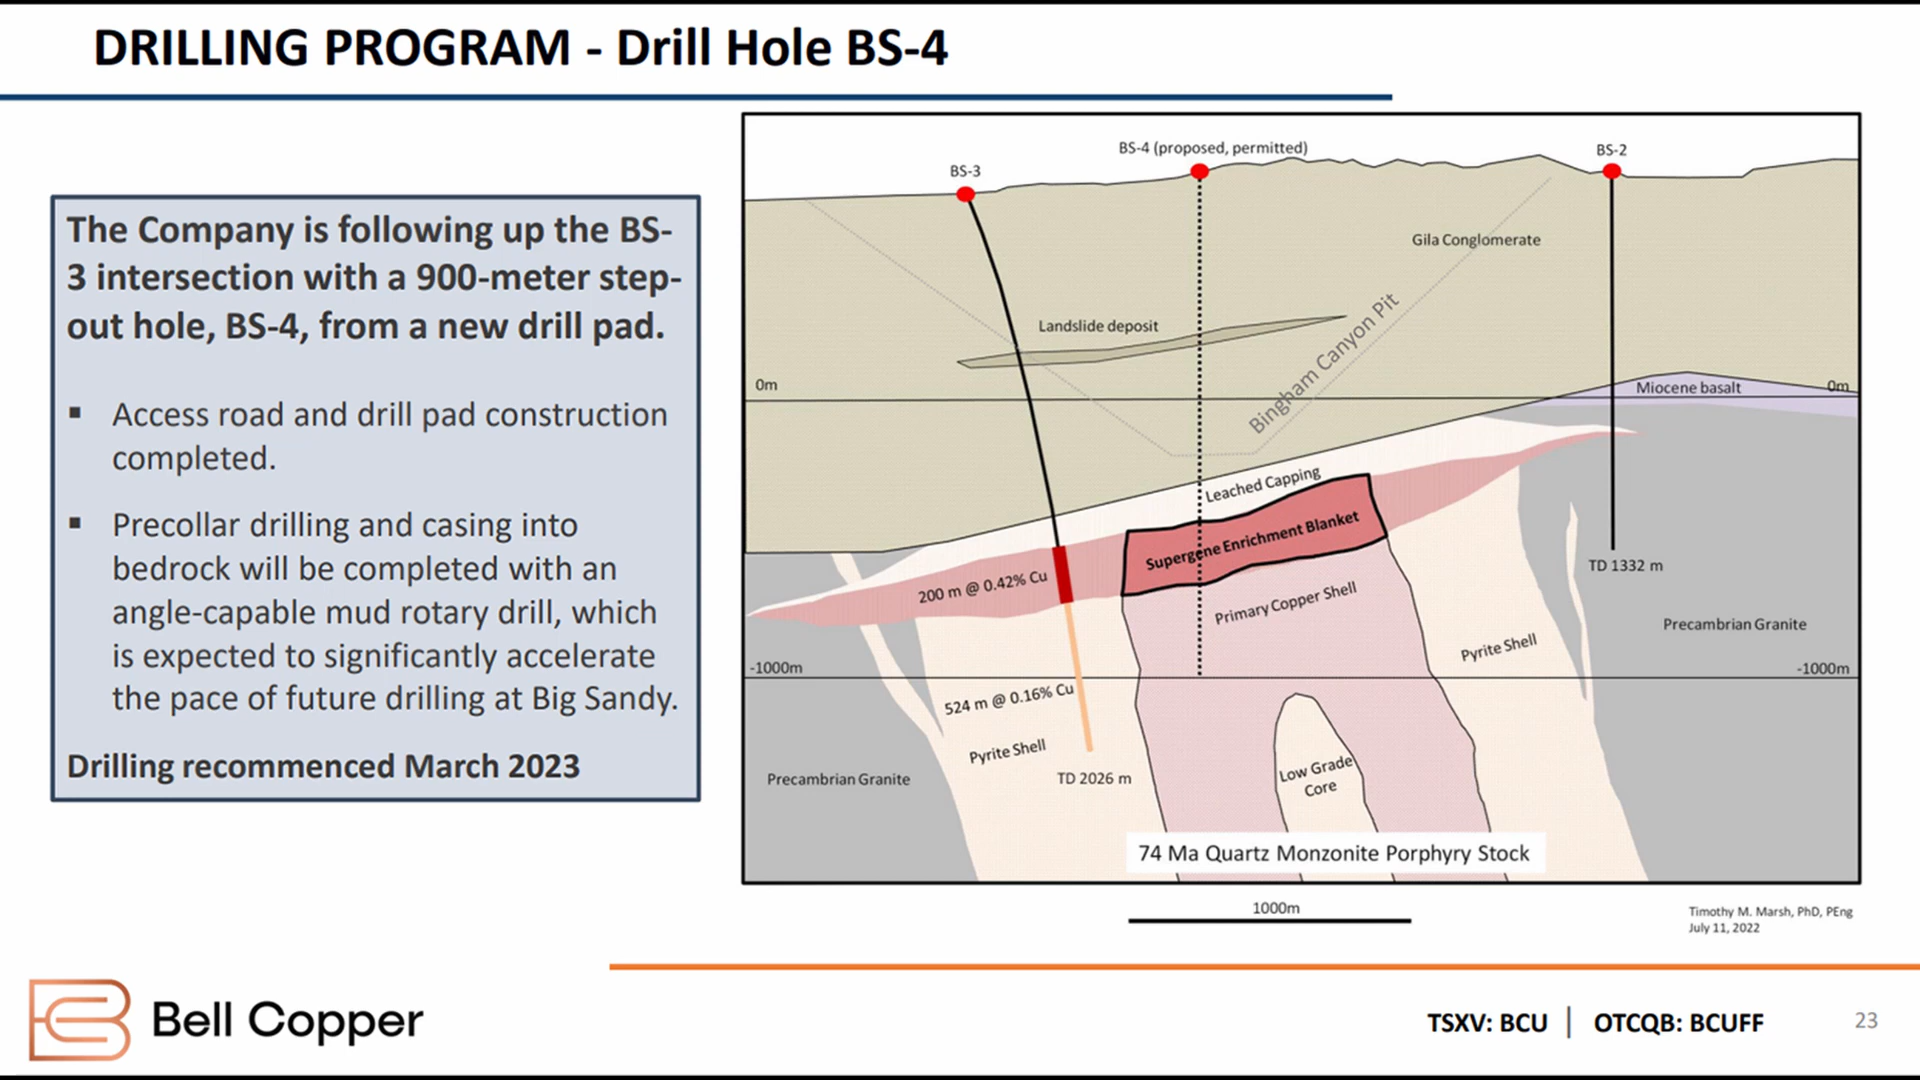 DRILLING PROGRAM - Drill Hole BS-4
The Company is following up the BS-
3 intersection with a 900-meter step-
out hole, BS-4, from a new drill pad.
▪ Access road and drill pad construction
completed.
▪ Precollar drilling and casing into
bedrock will be completed with an
angle-capable mud rotary drill, which
is expected to significantly accelerate
the pace of future drilling at Big Sandy.
Drilling recommenced March 2023
BS-4 (proposed, permitted)
BS-2
BS-3
Gila Conglomerate
Landslide deposit
Bingham Canyon Pit
0m
Miocene basalt
0m
Leached Capping
Supergene Enrichment Blanket
200 m @ 0.42% Cu
TD 1332 m
Primary Copper Shell
Precambrian Granite
Pyrite Shell
-1000m
-1000m
524 m @ 0.16% Cu
Pyrite Shell
Precambrian Granite
TD 2026 m
Low Grade
Core
74 Ma Quartz Monzonite Porphyry Stock
1000m
Timothy M. Marsh, PhD, PEng
July 11, 2022
Bell Copper
TSXV: BCU | OTCQB: BCUFF
23